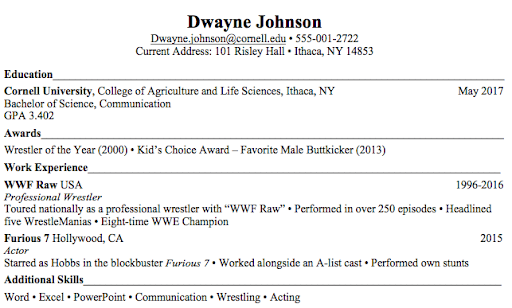 Dwayne Johnson
Dwayne.johnson@cornell.edu • 555-001-2722
Current Address: 101 Risley Hall • Ithaca, NY 14853
Education
Cornell University, College of Agriculture and Life Sciences, Ithaca, NY May 2017
Bachelor of Science, Communication
GPA 3.402
Awards
Wrestler of the Year (2000) • Kid’s Choice Award – Favorite Male Buttkicker (2013)
Work Experience
WWF Raw USA 1996-2016
Professional Wrestler
Toured nationally as a professional wrestler with “WWF Raw” • Performed in over 250 episodes • Headlined
five WrestleManias • Eight-time WWE Champion
Furious 7 Hollywood, CA 2015
Actor
Starred as Hobbs in the blockbuster Furious 7 • Worked alongside an A-list cast • Performed own stunts
Additional Skills
Word • Excel • PowerPoint • Communication • Wrestling • Acting